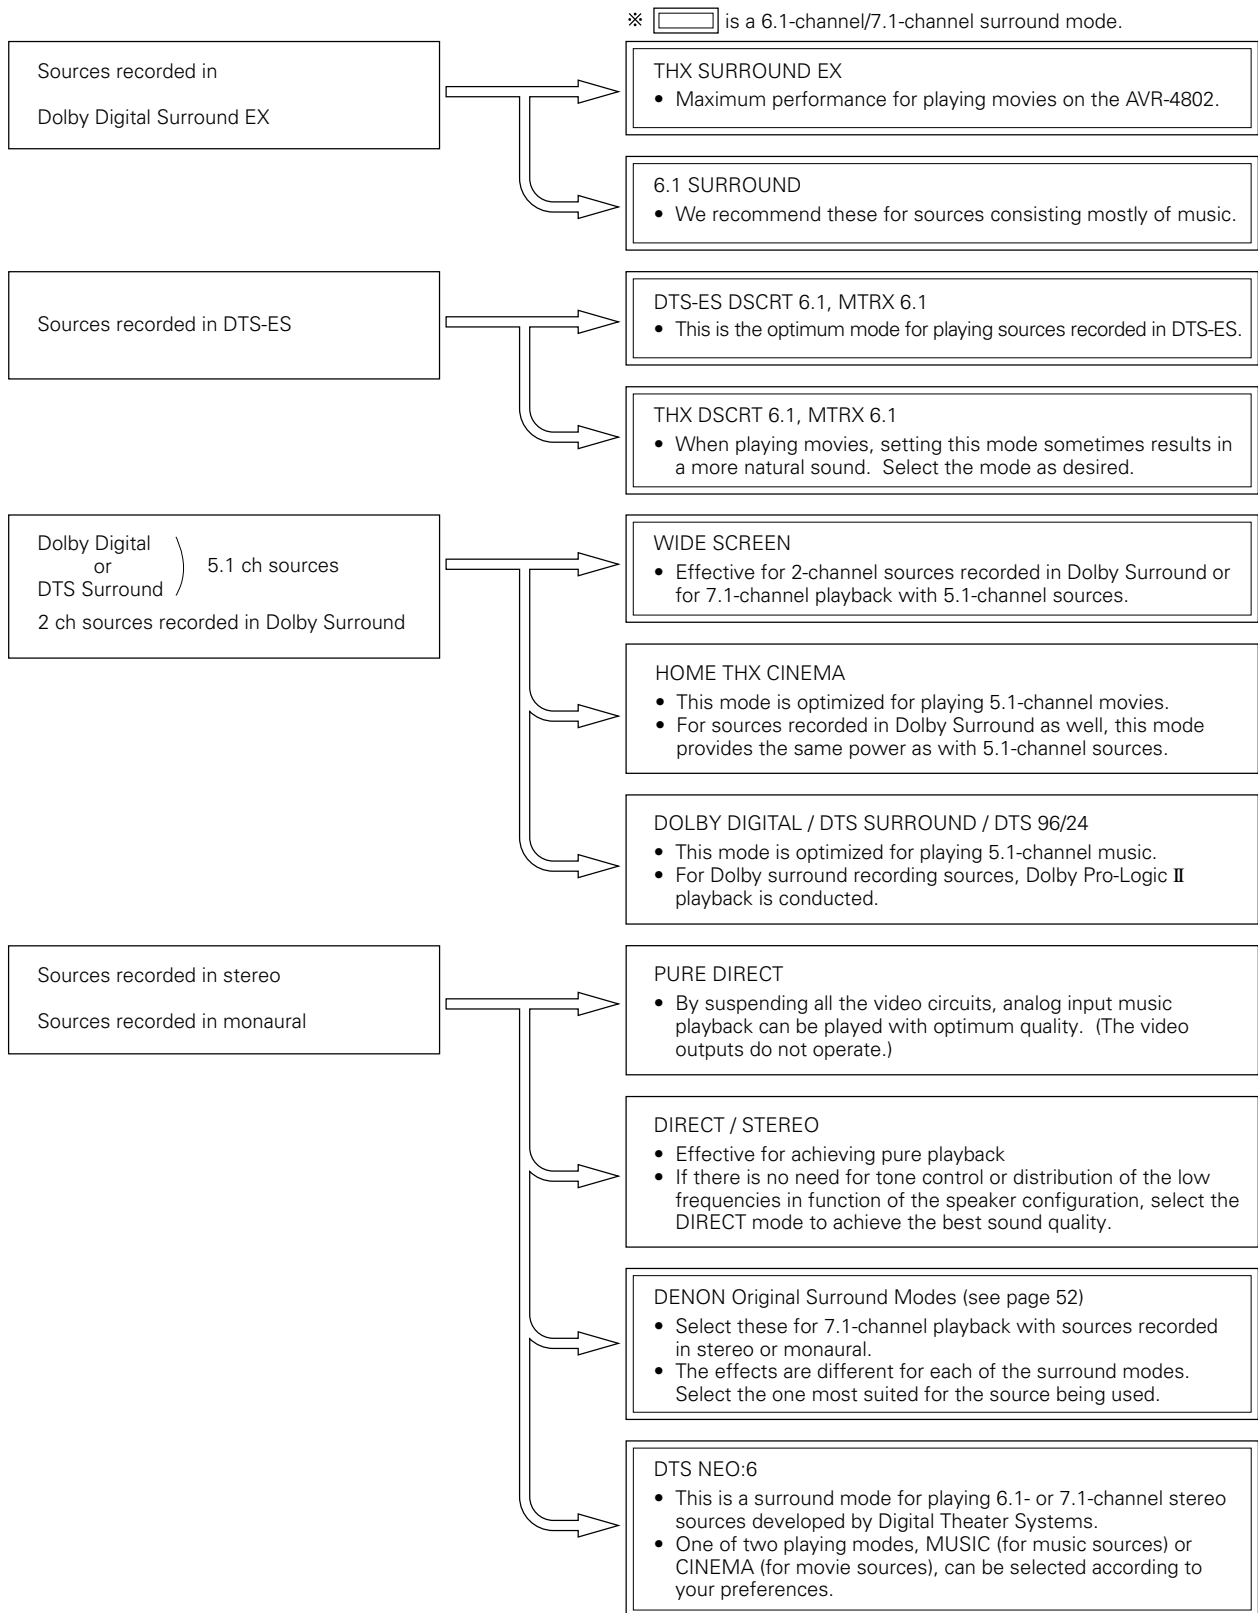 ※ is a 6.1-channel/7.1-channel surround mode.
Sources recorded in
Dolby Digital Surround EX
THX SURROUND EX
• Maximum performance for playing movies on the AVR-4802.
6.1 SURROUND
• We recommend these for sources consisting mostly of music.
Sources recorded in DTS-ES
DTS-ES DSCRT 6.1, MTRX 6.1
• This is the optimum mode for playing sources recorded in DTS-ES.
THX DSCRT 6.1, MTRX 6.1
• When playing movies, setting this mode sometimes results in
a more natural sound. Select the mode as desired.
Dolby Digital
or
DTS Surround
5.1 ch sources
2 ch sources recorded in Dolby Surround
WIDE SCREEN
• Effective for 2-channel sources recorded in Dolby Surround or
for 7.1-channel playback with 5.1-channel sources.
HOME THX CINEMA
• This mode is optimized for playing 5.1-channel movies.
• For sources recorded in Dolby Surround as well, this mode
provides the same power as with 5.1-channel sources.
DOLBY DIGITAL / DTS SURROUND / DTS 96/24
• This mode is optimized for playing 5.1-channel music.
• For Dolby surround recording sources, Dolby Pro-Logic II
playback is conducted.
Sources recorded in stereo
Sources recorded in monaural
PURE DIRECT
• By suspending all the video circuits, analog input music
playback can be played with optimum quality. (The video
outputs do not operate.)
DIRECT / STEREO
• Effective for achieving pure playback
• If there is no need for tone control or distribution of the low
frequencies in function of the speaker configuration, select the
DIRECT mode to achieve the best sound quality.
DENON Original Surround Modes (see page 52)
• Select these for 7.1-channel playback with sources recorded
in stereo or monaural.
• The effects are different for each of the surround modes.
Select the one most suited for the source being used.
DTS NEO:6
• This is a surround mode for playing 6.1- or 7.1-channel stereo
sources developed by Digital Theater Systems.
• One of two playing modes, MUSIC (for music sources) or
CINEMA (for movie sources), can be selected according to
your preferences.